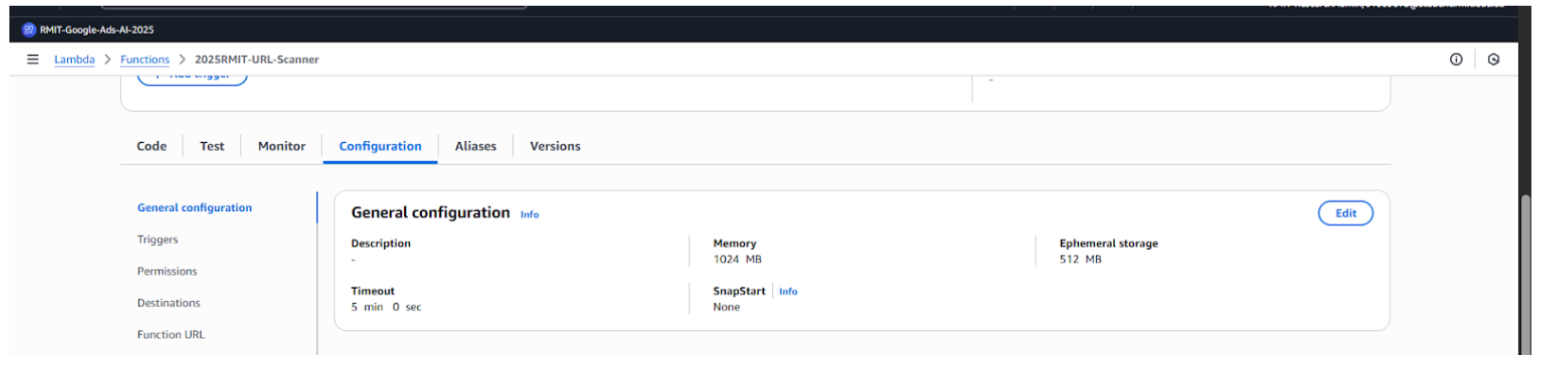 RMIT-Google-Ads-AI-2025
Lambda > Functions > 2025RMIT-URL-Scanner
+ Add trigger
-
Code Test Monitor Configuration Aliases Versions
General configuration
Triggers
Permissions
Destinations
Function URL
General configuration Info
Edit
Description
-
Memory
1024 MB
Ephemeral storage
512 MB
Timeout
5 min 0 sec
SnapStart Info
None